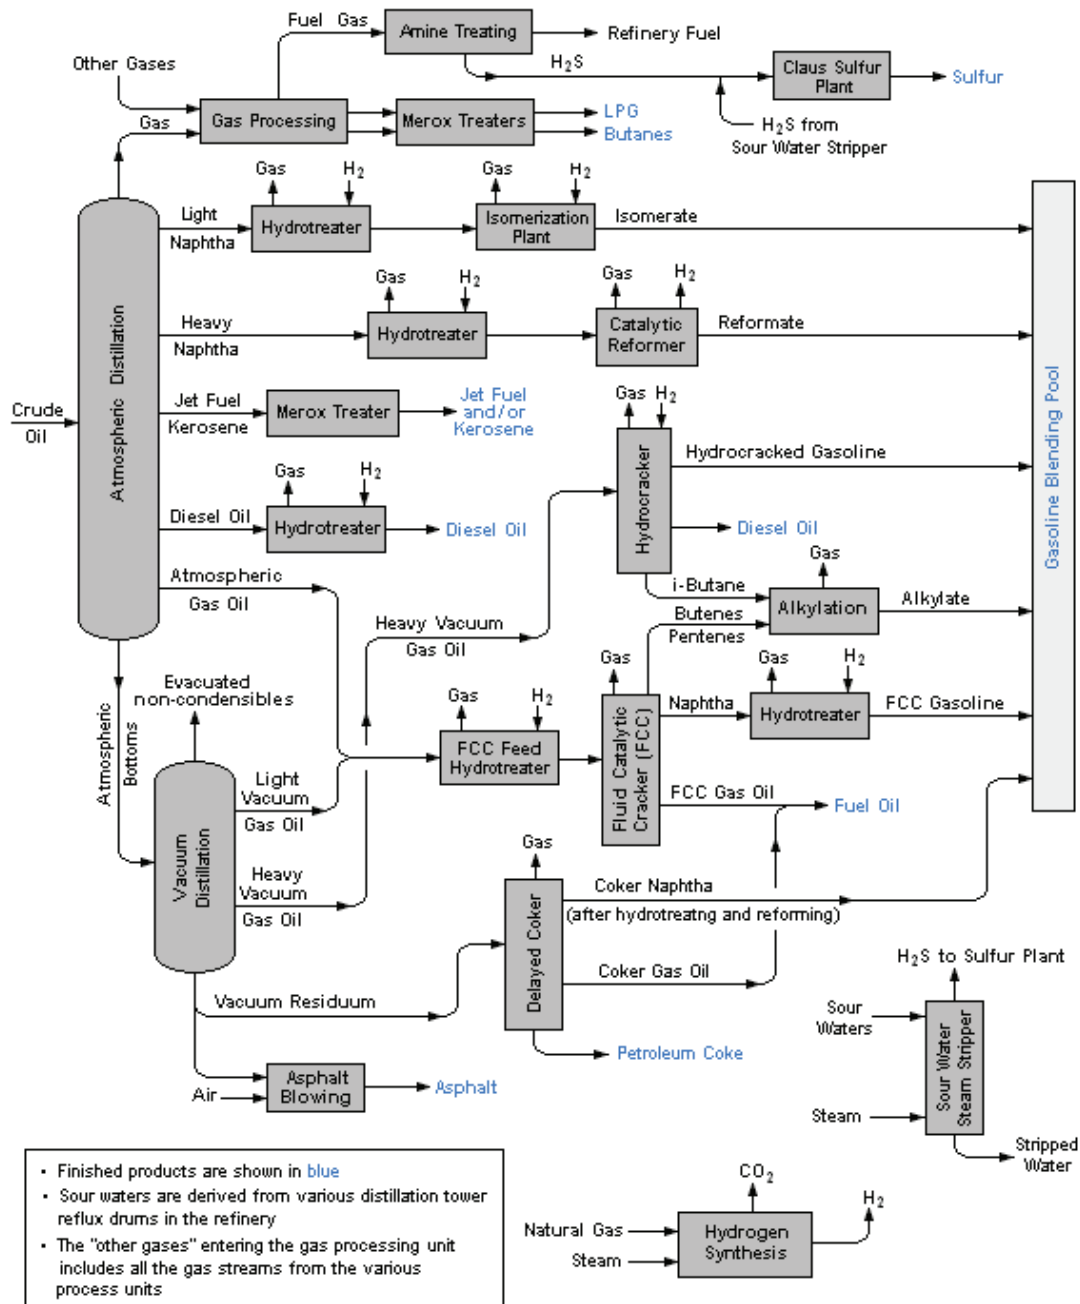 Fuel Gas
Amine Treating
Refinery Fuel
Other Gases
H2S
Claus Sulfur
Plant
Sulfur
Gas
Gas Processing
Merox Treaters
LPG
Butanes
H2S from
Sour Water Stripper
Gas
H2
Gas
H2
Light
Naphtha
Hydrotreater
Isomerization
Plant
Isomerate
Gas
H2
Gas
H2
Heavy
Naphtha
Hydrotreater
Catalytic
Reformer
Reformate
Atmospheric Distillation
Gasoline Blending Pool
Crude
Oil
Jet Fuel
Kerosene
Merox Treater
Jet Fuel
and/or
Kerosene
Gas
H2
Hydrocracker
Hydrocracked Gasoline
Gas
H2
Diesel Oil
Hydrotreater
Diesel Oil
Diesel Oil
Atmospheric
Gas Oil
i-Butane
Gas
Butenes
Pentenes
Alkylation
Alkylate
Heavy Vacuum
Gas Oil
Atmospheric
Bottoms
Evacuated
non-condensibles
Gas
H2
FCC Feed
Hydrotreater
Gas
Fluid Catalytic
Cracker (FCC)
Naphtha
Gas
H2
Hydrotreater
FCC Gasoline
Light
Vacuum
Gas Oil
FCC Gas Oil
Fuel Oil
Vacuum
Distillation
Heavy
Vacuum
Gas Oil
Gas
Delayed Coker
Coker Naphtha
(after hydrotreatng and reforming)
Coker Gas Oil
Vacuum Residuum
Petroleum Coke
H2S to Sulfur Plant
Sour
Waters
Sour Water
Steam Stripper
Steam
Stripped
Water
Air
Asphalt
Blowing
Asphalt
• Finished products are shown in blue
• Sour waters are derived from various distillation tower
reflux drums in the refinery
• The "other gases" entering the gas processing unit
includes all the gas streams from the various
process units
CO2
H2
Natural Gas
Steam
Hydrogen
Synthesis